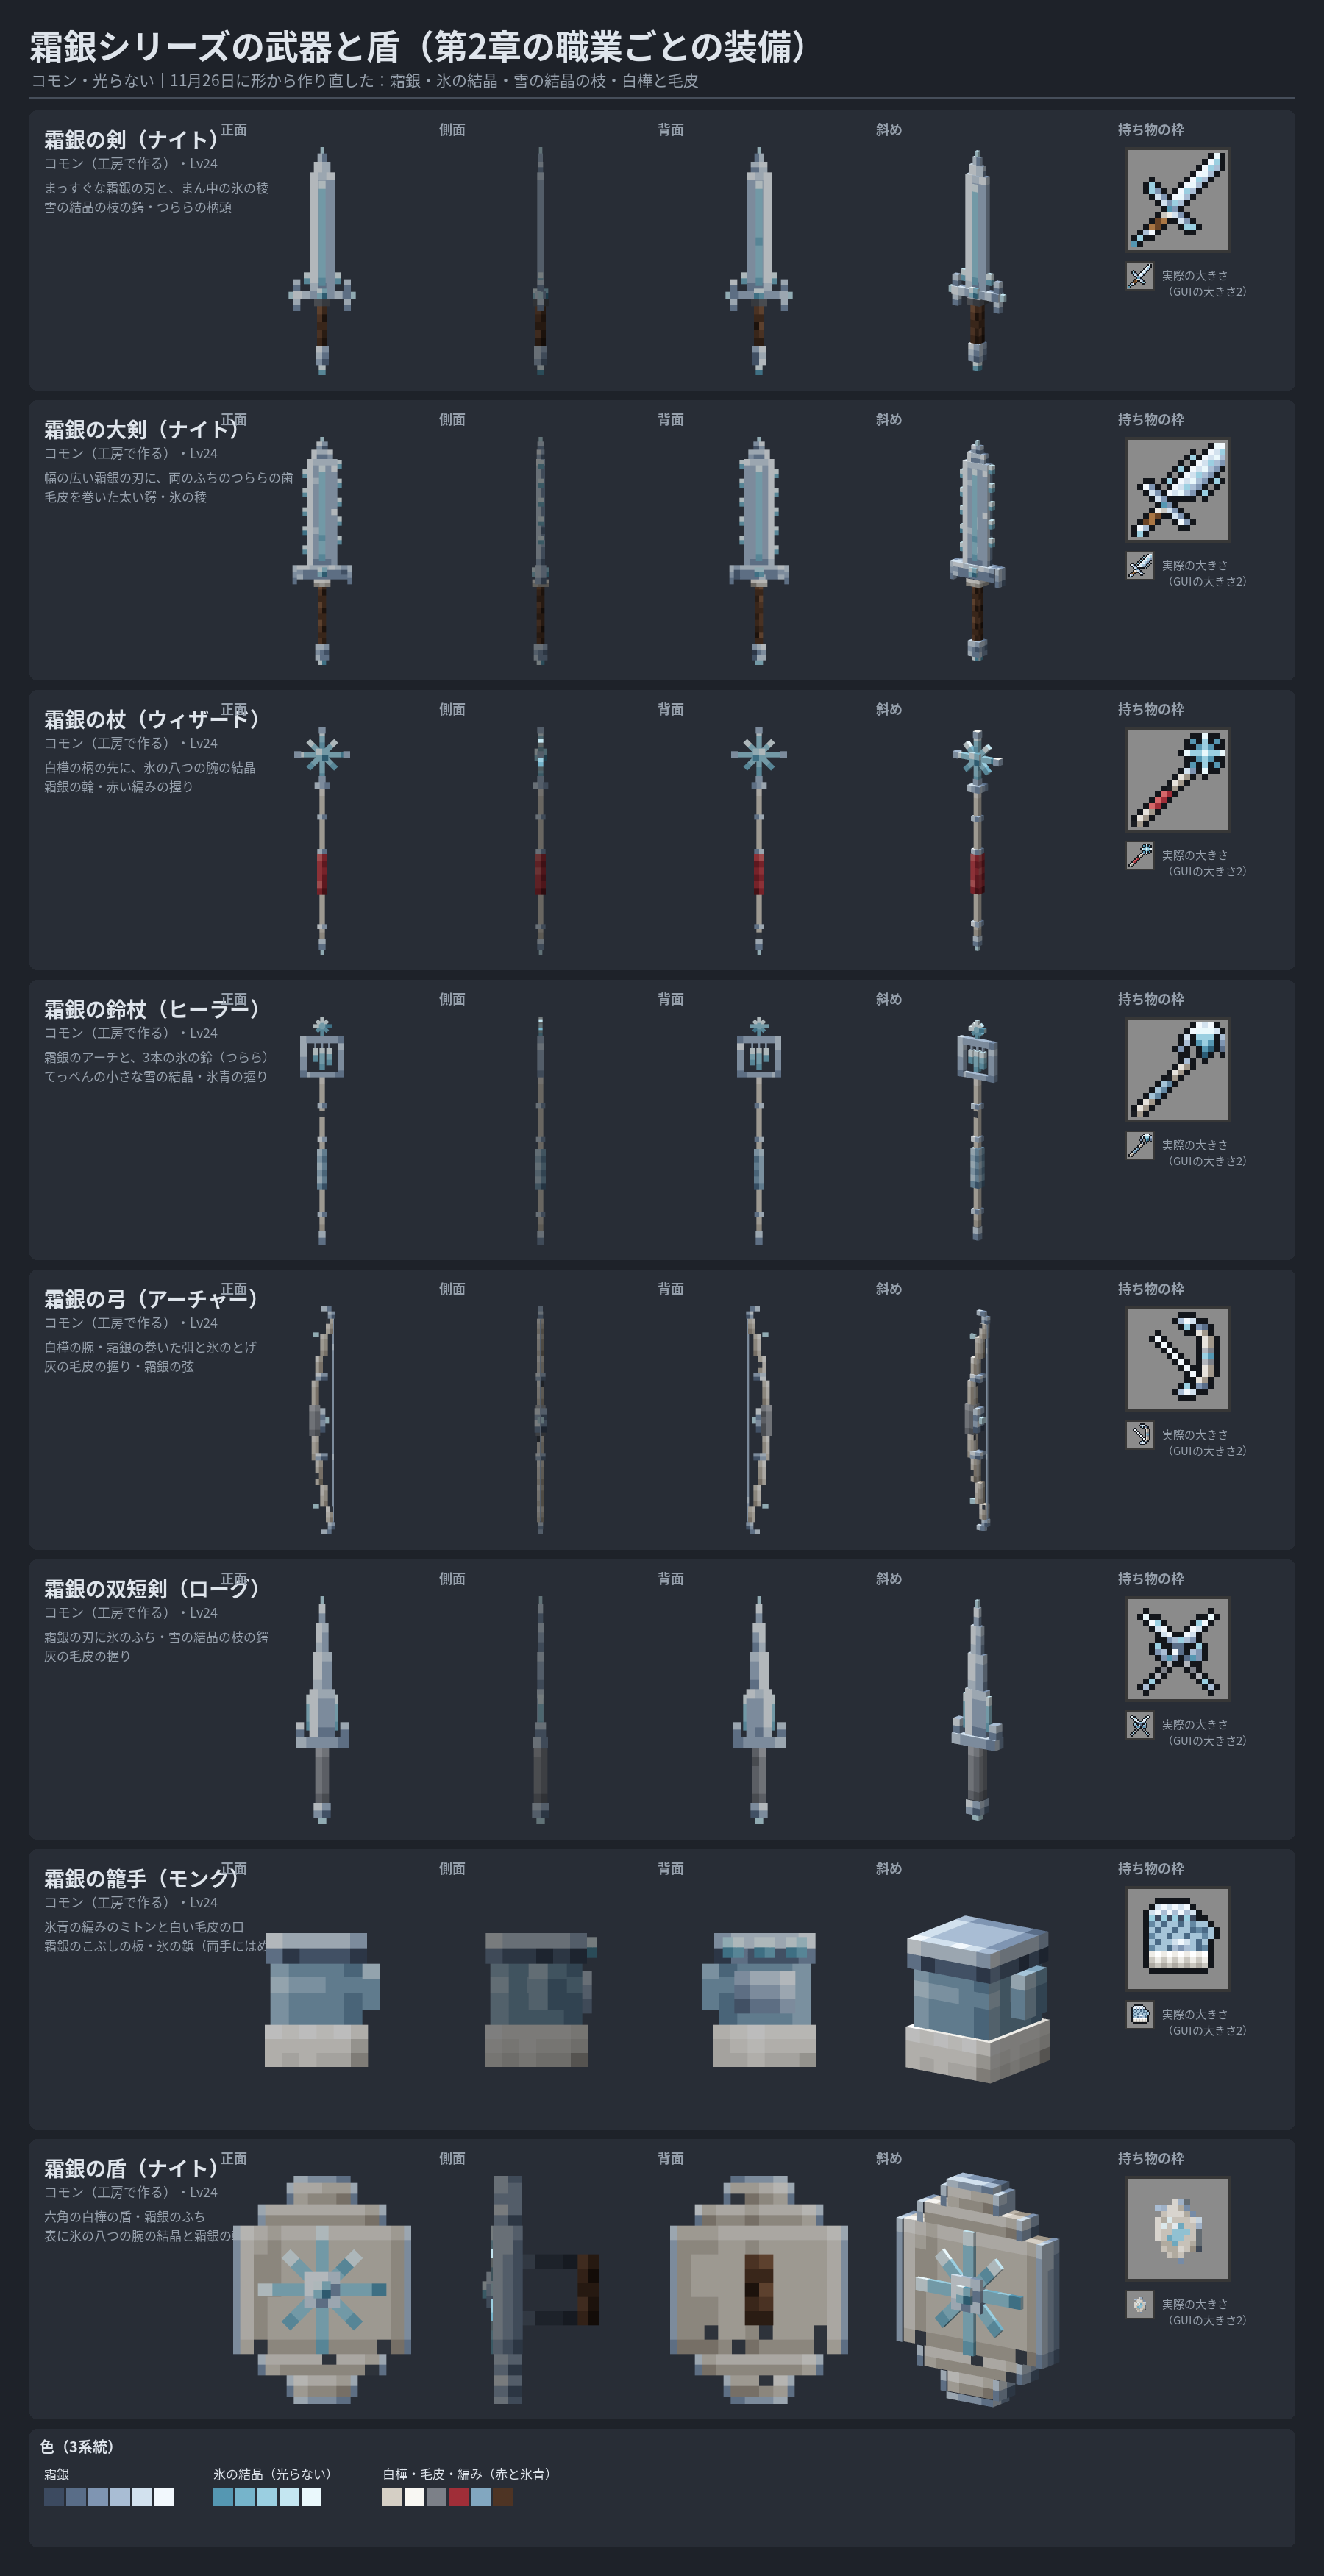 霜銀シリーズの武器と盾（第2章の職業ごとの装備）
コモン・光らない｜11月26日に形から作り直した：霜銀・氷の結晶・雪の結晶の枝・白樺と毛皮
霜銀の剣（ナイト）
正面
側面
背面
斜め
持ち物の枠
コモン（工房で作る）・Lv24
まっすぐな霜銀の刃と、まん中の氷の稜
雪の結晶の枝の鍔・つららの柄頭
実際の大きさ
（GUIの大きさ2）
霜銀の大剣（ナイト）
正面
側面
背面
斜め
持ち物の枠
コモン（工房で作る）・Lv24
幅の広い霜銀の刃に、両のふちのつららの歯
毛皮を巻いた太い鍔・氷の稜
実際の大きさ
（GUIの大きさ2）
霜銀の杖（ウィザード）
正面
側面
背面
斜め
持ち物の枠
コモン（工房で作る）・Lv24
白樺の柄の先に、氷の八つの腕の結晶
霜銀の輪・赤い編みの握り
実際の大きさ
（GUIの大きさ2）
霜銀の鈴杖（ヒーラー）
正面
側面
背面
斜め
持ち物の枠
コモン（工房で作る）・Lv24
霜銀のアーチと、3本の氷の鈴（つらら）
てっぺんの小さな雪の結晶・氷青の握り
実際の大きさ
（GUIの大きさ2）
霜銀の弓（アーチャー）
正面
側面
背面
斜め
持ち物の枠
コモン（工房で作る）・Lv24
白樺の腕・霜銀の巻いた弭と氷のとげ
灰の毛皮の握り・霜銀の弦
実際の大きさ
（GUIの大きさ2）
霜銀の双短剣（ローグ）
正面
側面
背面
斜め
持ち物の枠
コモン（工房で作る）・Lv24
霜銀の刃に氷のふち・雪の結晶の枝の鍔
灰の毛皮の握り
実際の大きさ
（GUIの大きさ2）
霜銀の籠手（モンク）
正面
側面
背面
斜め
持ち物の枠
コモン（工房で作る）・Lv24
氷青の編みのミトンと白い毛皮の口
霜銀のこぶしの板・氷の鋲（両手にはめ
実際の大きさ
（GUIの大きさ2）
霜銀の盾（ナイト）
正面
側面
背面
斜め
持ち物の枠
コモン（工房で作る）・Lv24
六角の白樺の盾・霜銀のふち
表に氷の八つの腕の結晶と霜銀の
実際の大きさ
（GUIの大きさ2）
色（3系統）
霜銀
氷の結晶（光らない）
白樺・毛皮・編み（赤と氷青）